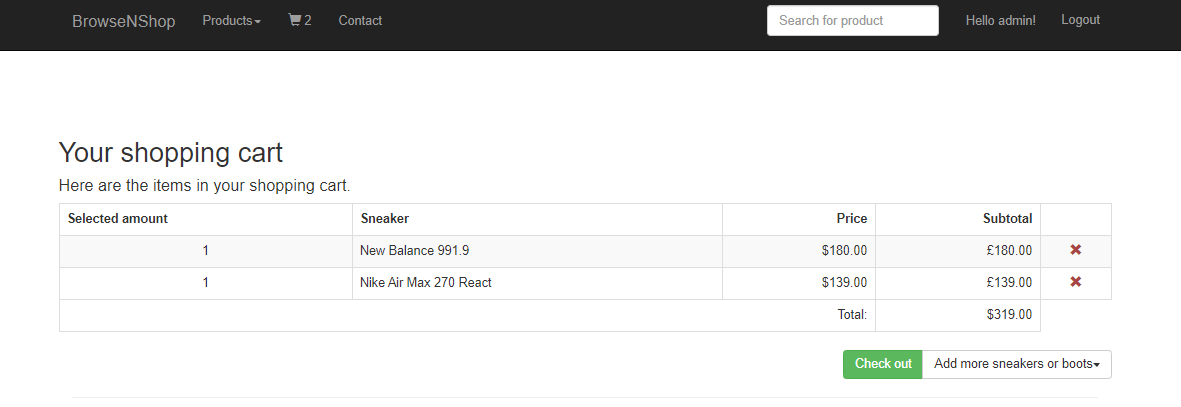 BrowseNShop Products 2 Contact Search for product Hello admin! Logout
Your shopping cart
Here are the items in your shopping cart.
Selected amount Sneaker Price Subtotal
1 New Balance 991.9 $180.00 £180.00
1 Nike Air Max 270 React $139.00 £139.00
Total: $319.00
Check out Add more sneakers or boots